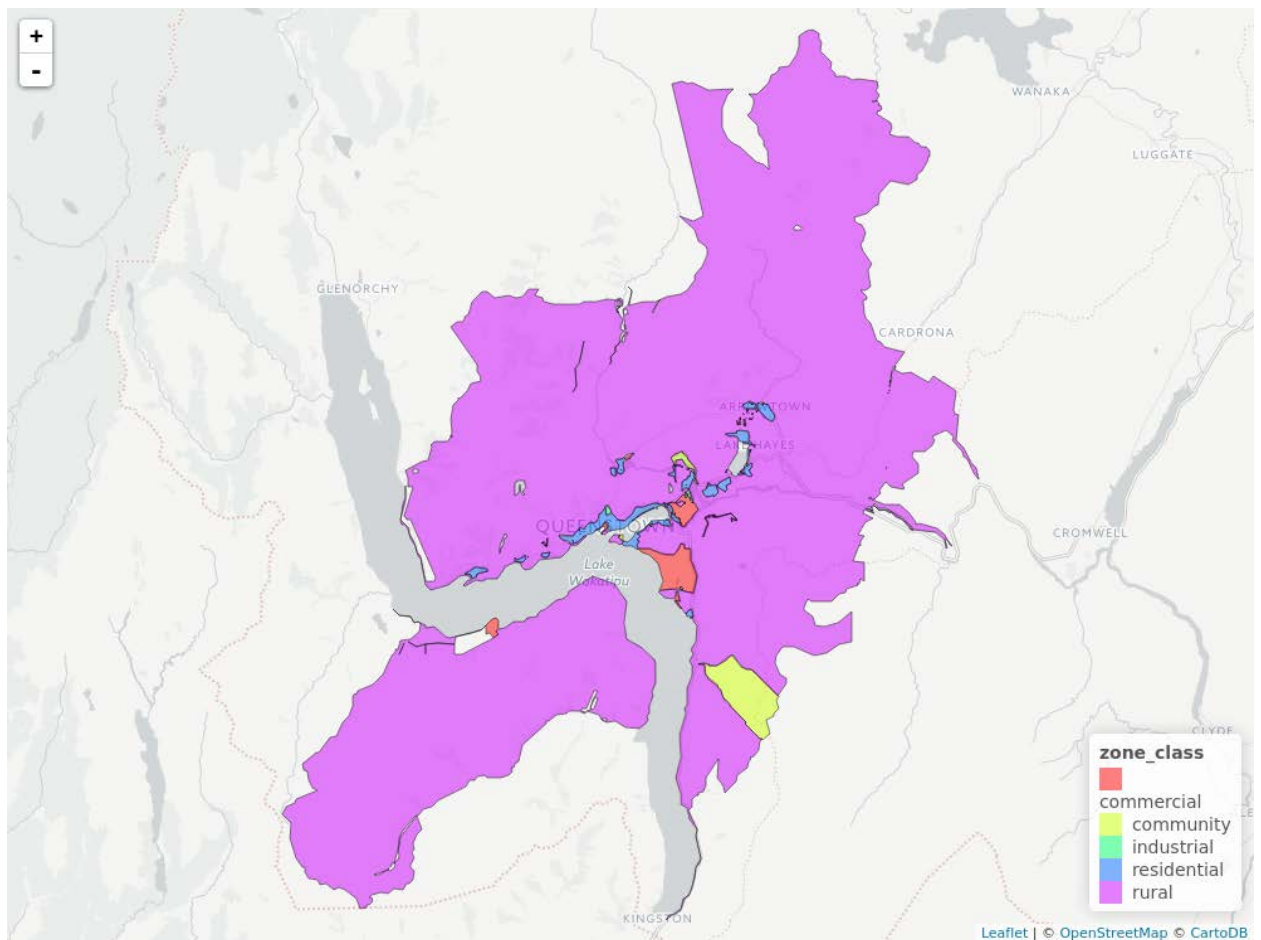 +
-
WANAKA
LUGGATE
GLENORCHY
CARDRONA
ARROWTOWN
LAKE HAYES
CROMWELL
QUEENSTOWN
Lake
Wakatipu
CLYDE
KINGSTON
zone_class
commercial
community
industrial
residential
rural
Leaflet | © OpenStreetMap © CartoDB